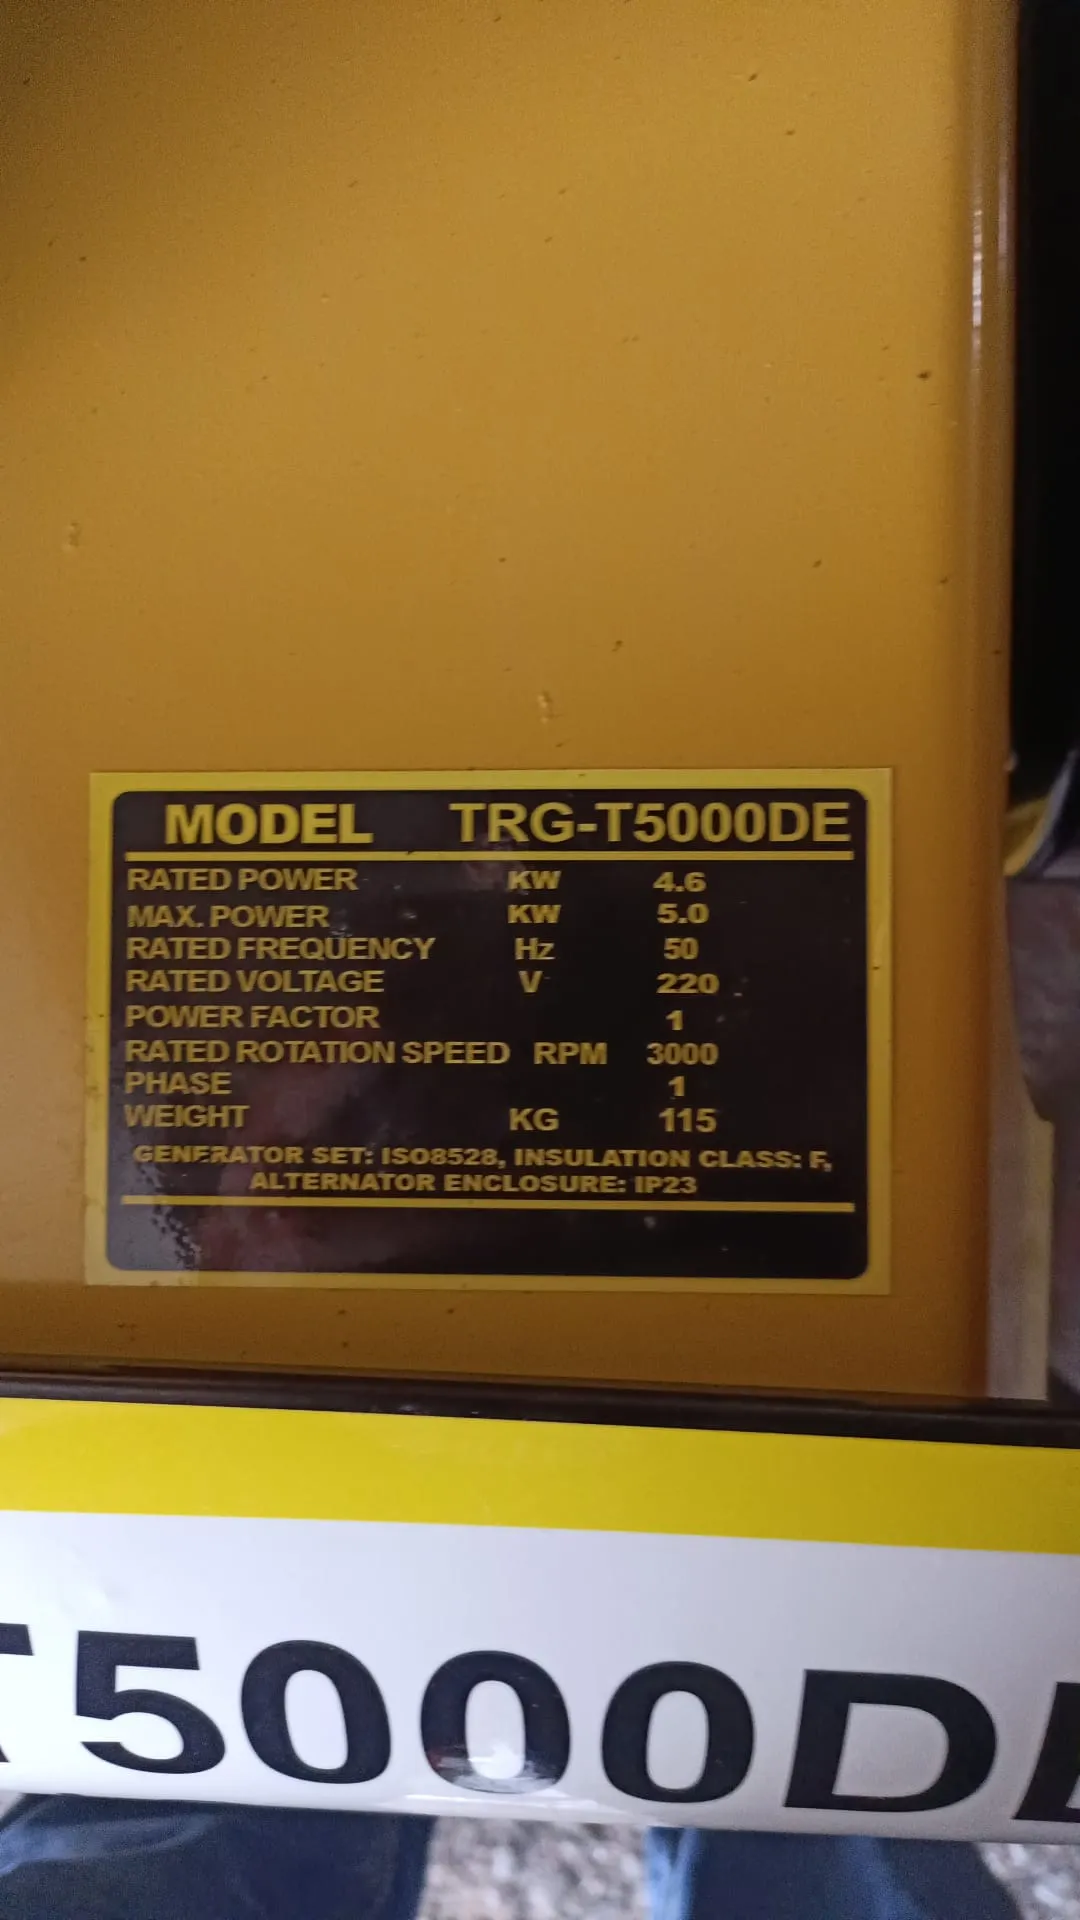 MODEL TRG-T5000DE
RATED POWER KW 4.6
MAX. POWER KW 5.0
RATED FREQUENCY Hz 50
RATED VOLTAGE V 220
POWER FACTOR 1
RATED ROTATION SPEED RPM 3000
PHASE 1
WEIGHT KG 115
GENERATOR SET: ISO8528, INSULATION CLASS: F,
ALTERNATOR ENCLOSURE: IP23
T5000DE